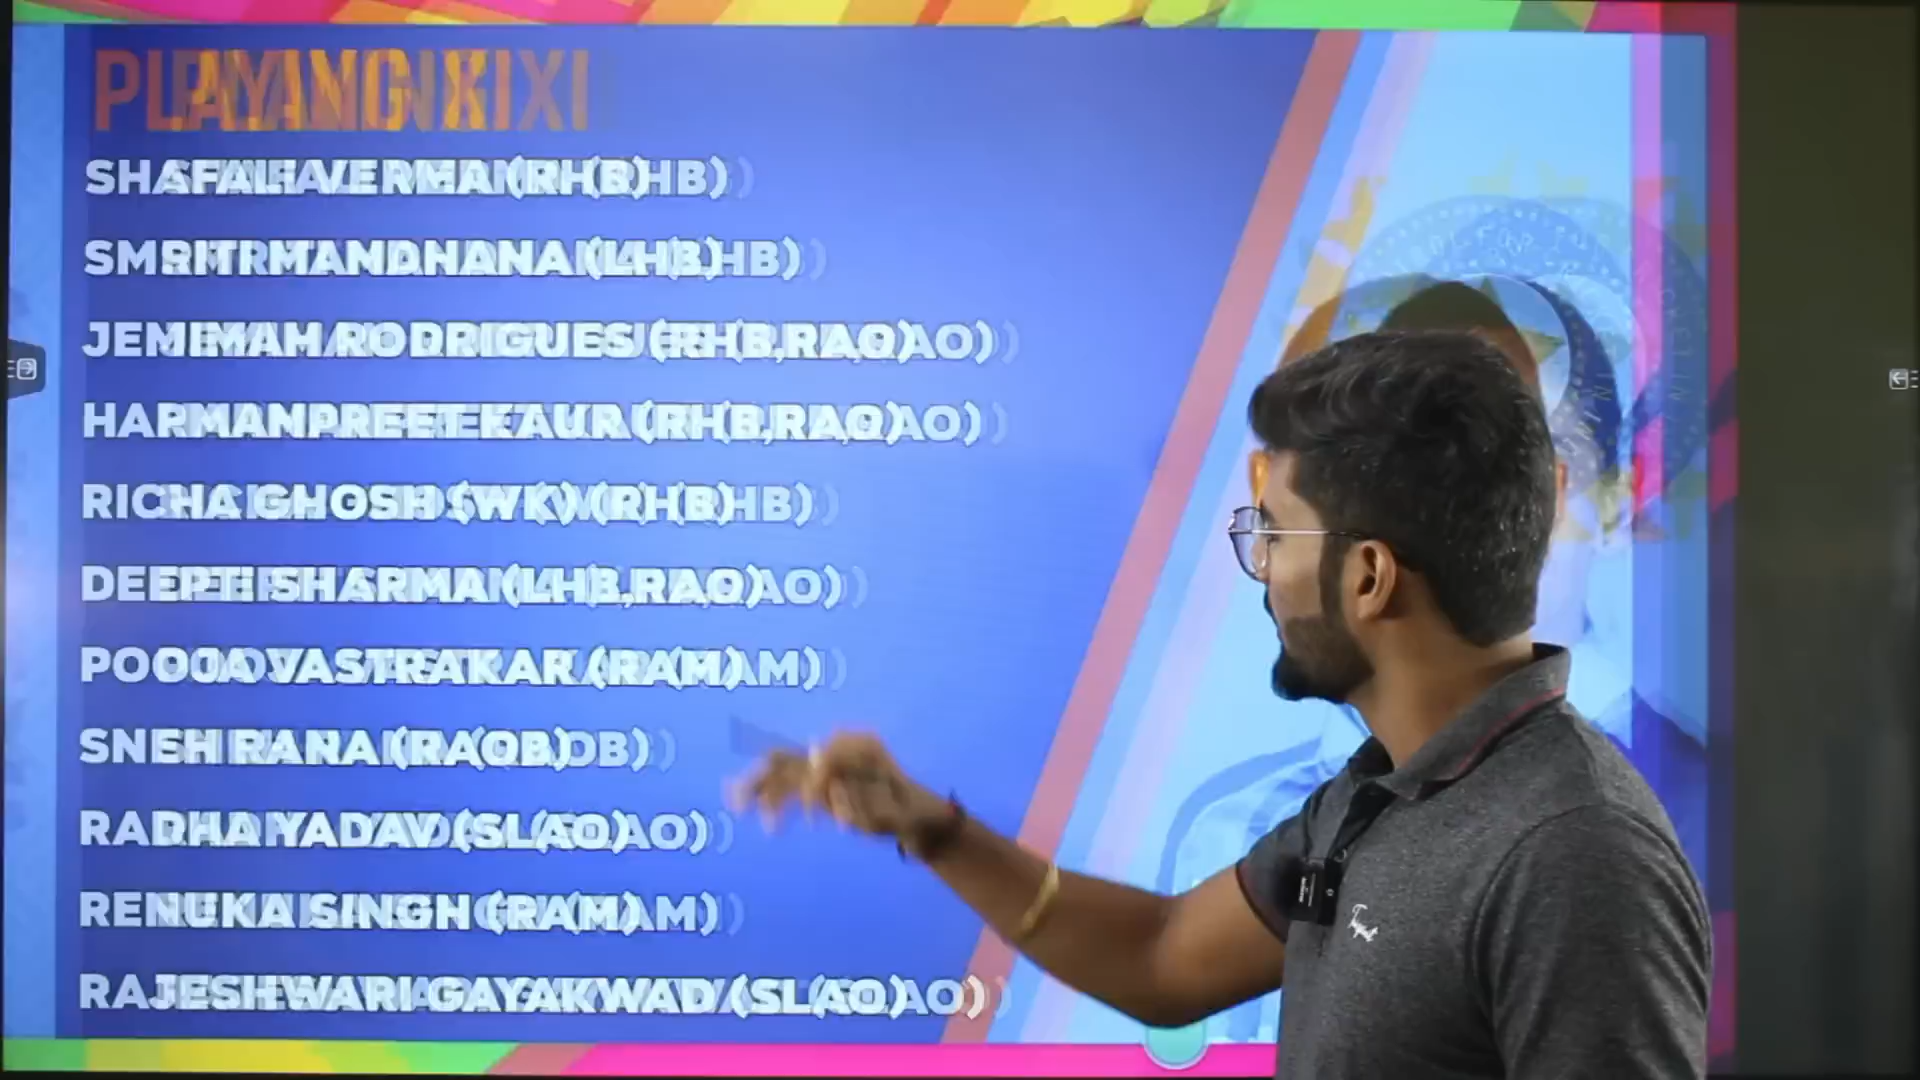 PLAYING XI
SHAFALI VERMA (RHB)
SMRITI MANDHANA (LHB)
JEMIMAH RODRIGUES (RHB,RAO)
HARMANPREET KAUR (RHB,RAO)
RICHA GHOSH (WK) (RHB)
DEEPTI SHARMA (LHB,RAO)
POOJA VASTRAKAR (RAM)
SNEH RANA (RAOB)
RADHA YADAV (SLAO)
RENUKA SINGH (RAM)
RAJESHWARI GAYAKWAD (SLAO)